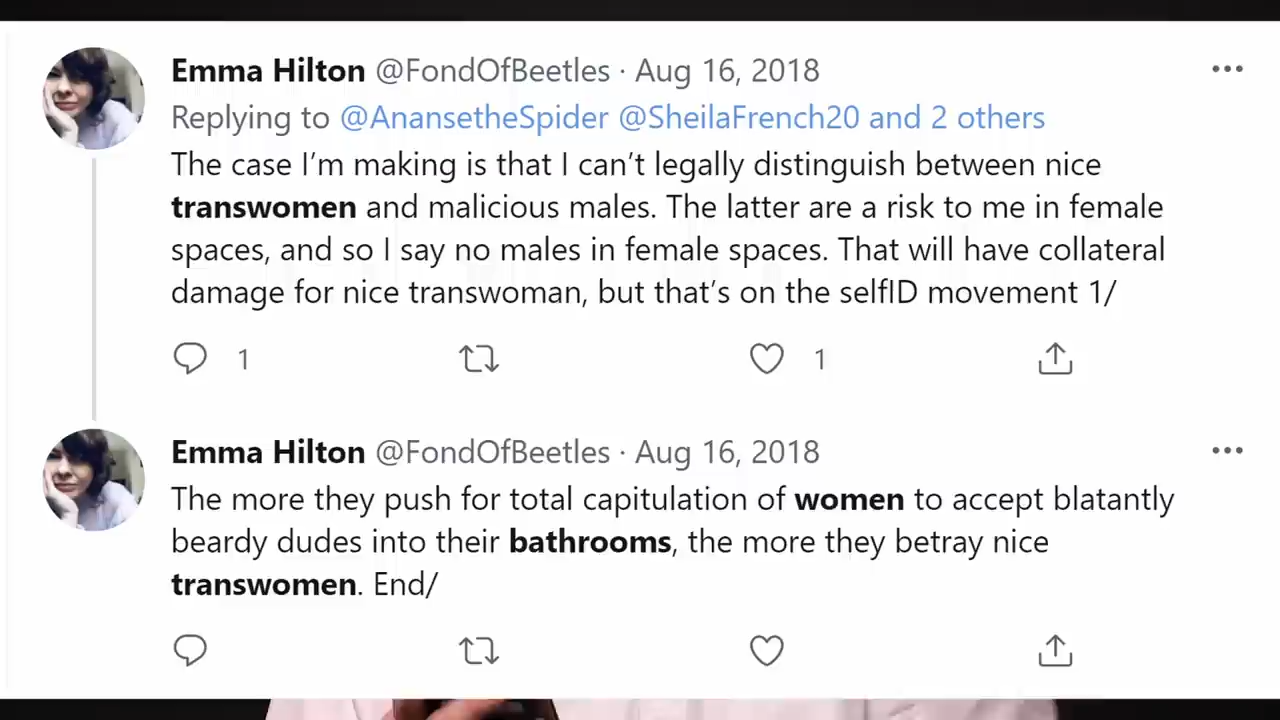 Emma Hilton @FondOfBeetles · Aug 16, 2018
Replying to @AnansetheSpider @SheilaFrench20 and 2 others
The case I’m making is that I can’t legally distinguish between nice
transwomen and malicious males. The latter are a risk to me in female
spaces, and so I say no males in female spaces. That will have collateral
damage for nice transwoman, but that’s on the selfID movement 1/
1 1
Emma Hilton @FondOfBeetles · Aug 16, 2018
The more they push for total capitulation of women to accept blatantly
beardy dudes into their bathrooms, the more they betray nice
transwomen. End/